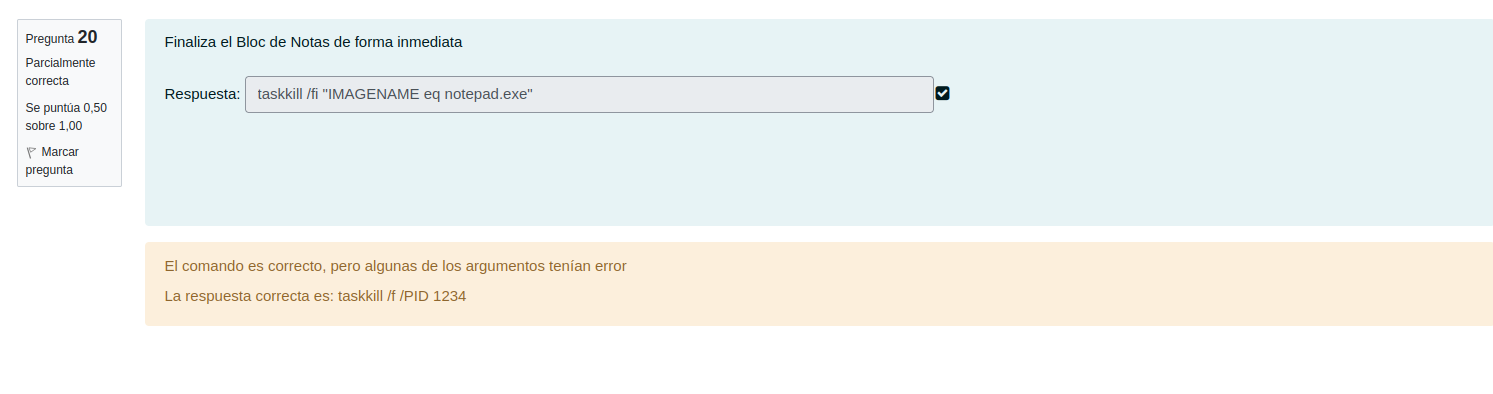 Pregunta 20
Parcialmente
correcta
Se puntúa 0,50
sobre 1,00
Marcar
pregunta
Finaliza el Bloc de Notas de forma inmediata
Respuesta: taskkill /fi "IMAGENAME eq notepad.exe"
El comando es correcto, pero algunas de los argumentos tenían error
La respuesta correcta es: taskkill /f /PID 1234